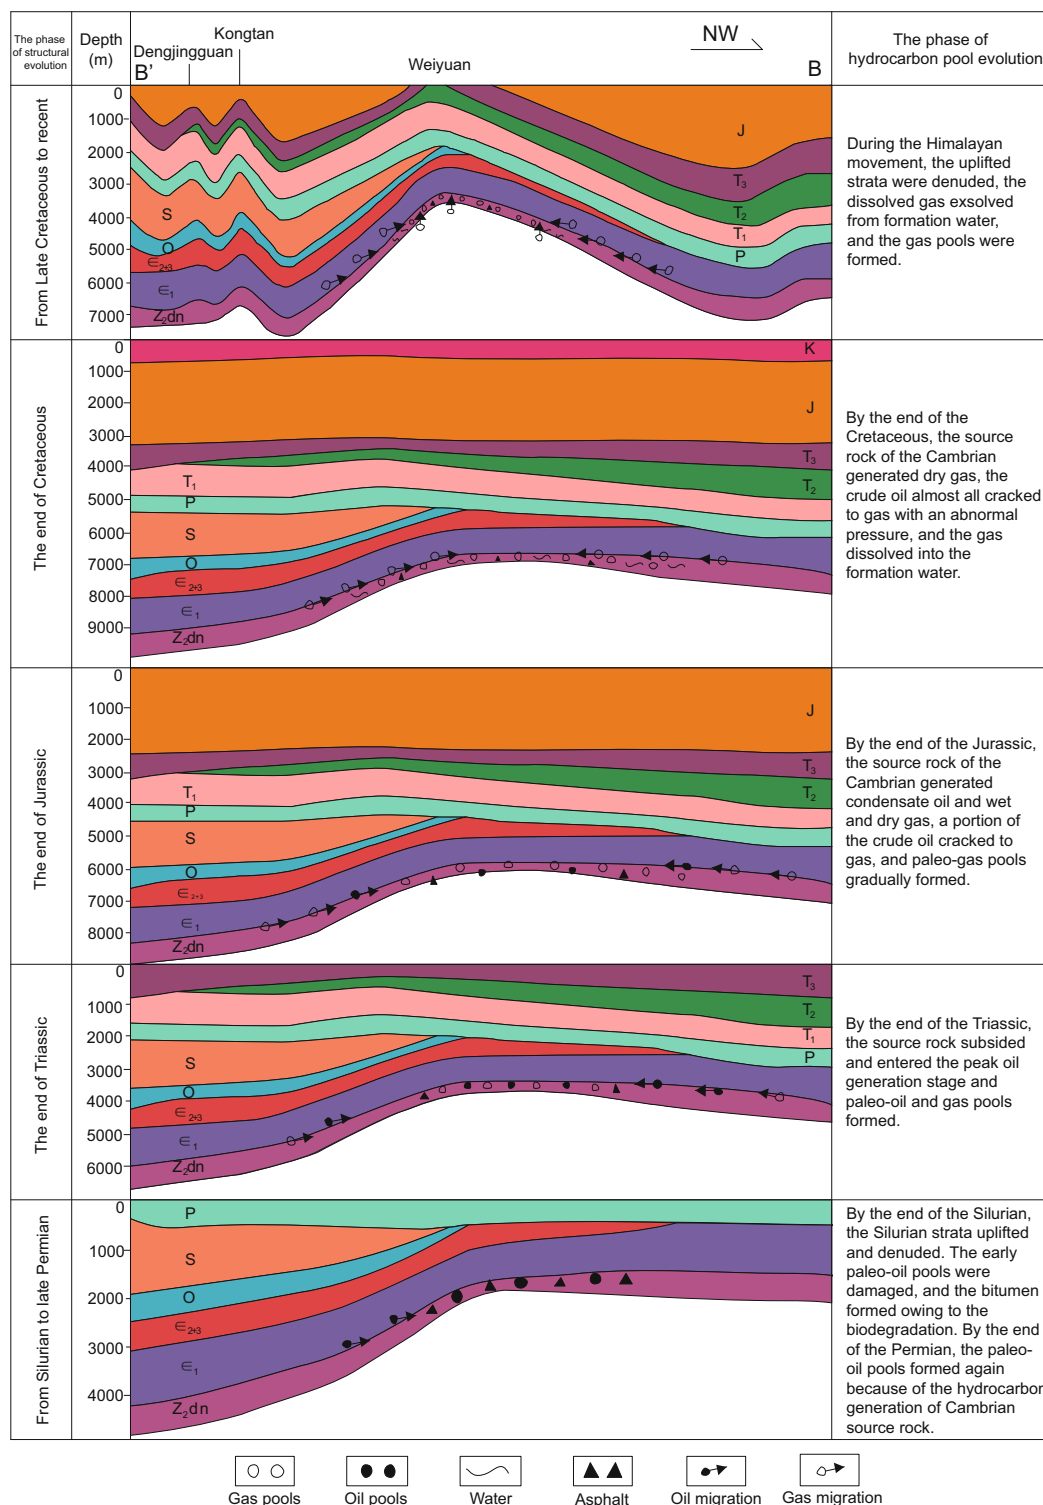 The phase
of structural
evolution
Depth
(m)
Kongtan
Dengjingguan
B'
Weiyuan
NW
B
The phase of
hydrocarbon pool evolution
From Late Cretaceous to recent
0
1000
2000
3000
4000
5000
6000
7000
J
T₃
T₂
T₁
P
S
O
∈₂₊₃
∈₁
Z₂dn
During the Himalayan
movement, the uplifted
strata were denuded, the
dissolved gas exsolved
from formation water,
and the gas pools were
formed.
The end of Cretaceous
0
1000
2000
3000
4000
5000
6000
7000
8000
9000
K
J
T₃
T₂
T₁
P
S
O
∈₂₊₃
∈₁
Z₂dn
By the end of the
Cretaceous, the source
rock of the Cambrian
generated dry gas, the
crude oil almost all cracked
to gas with an abnormal
pressure, and the gas
dissolved into the
formation water.
The end of Jurassic
0
1000
2000
3000
4000
5000
6000
7000
8000
J
T₃
T₂
T₁
P
S
O
∈₂₊₃
∈₁
Z₂dn
By the end of the Jurassic,
the source rock of the
Cambrian generated
condensate oil and wet
and dry gas, a portion of
the crude oil cracked to
gas, and paleo-gas pools
gradually formed.
The end of Triassic
0
1000
2000
3000
4000
5000
6000
T₃
T₂
T₁
P
S
O
∈₂₊₃
∈₁
Z₂dn
By the end of the Triassic,
the source rock subsided
and entered the peak oil
generation stage and
paleo-oil and gas pools
formed.
From Silurian to late Permian
0
1000
2000
3000
4000
P
S
O
∈₂₊₃
∈₁
Z₂dn
By the end of the Silurian,
the Silurian strata uplifted
and denuded. The early
paleo-oil pools were
damaged, and the bitumen
formed owing to the
biodegradation. By the end
of the Permian, the paleo-
oil pools formed again
because of the hydrocarbon
generation of Cambrian
source rock.
Gas pools
Oil pools
Water
Asphalt
Oil migration
Gas migration